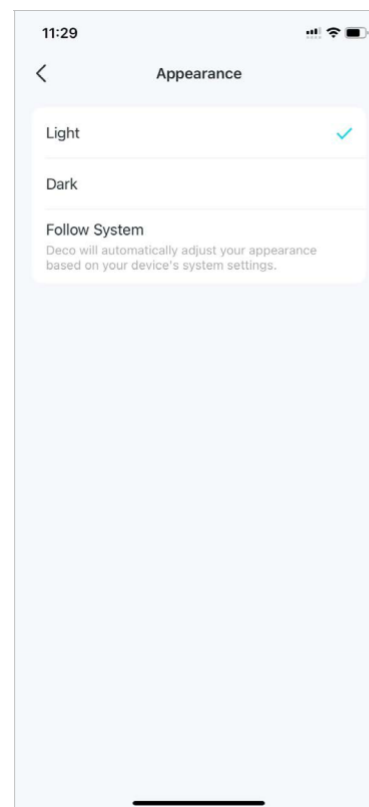 11:29
Appearance
Light
Dark
Follow System
Deco will automatically adjust your appearance
based on your device's system settings.